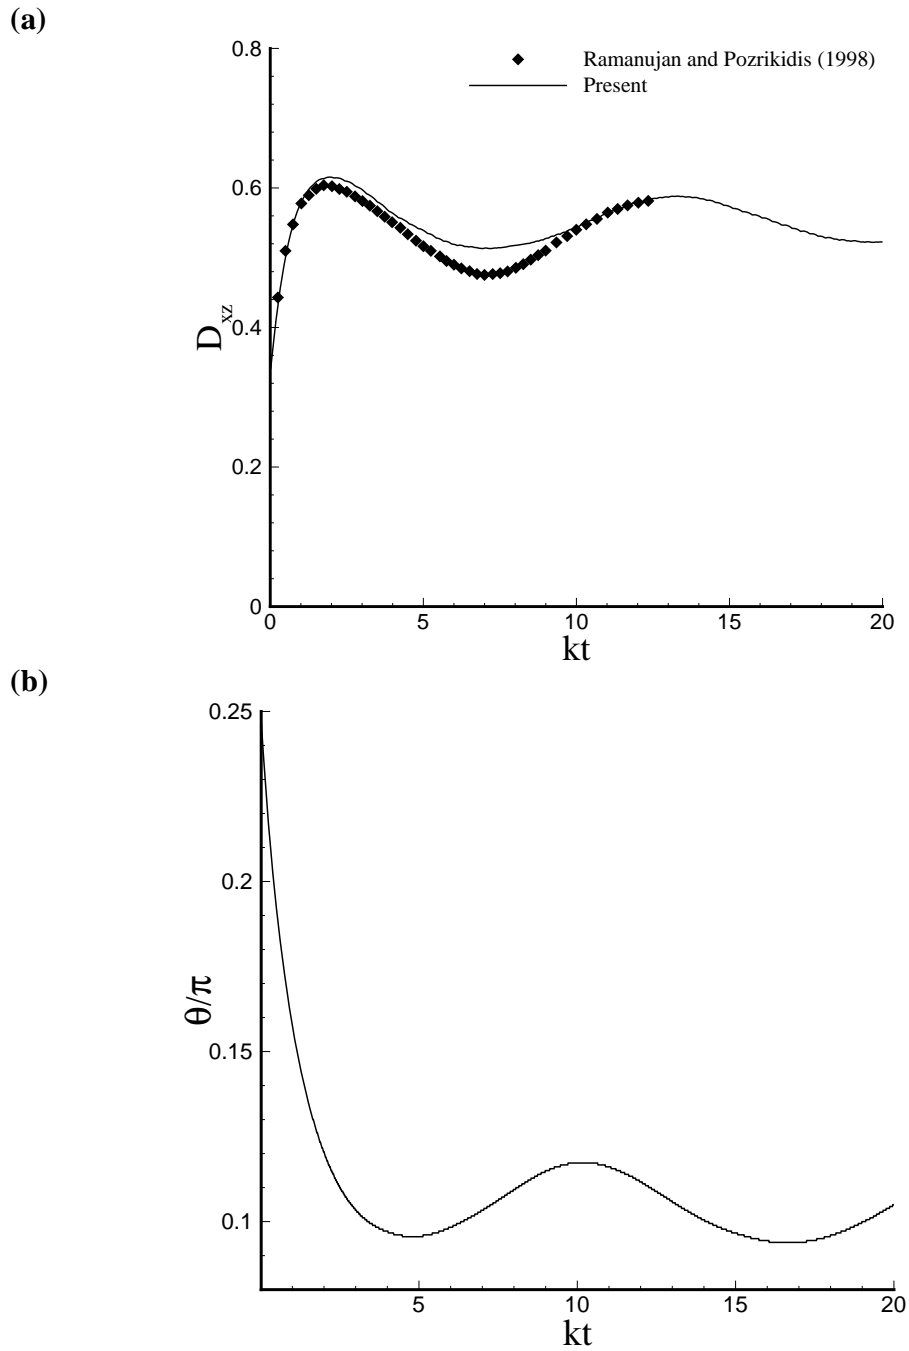 (a)
0.8
Ramanujan and Pozrikidis (1998)
Present
0.6
D_xz
0.4
0.2
0
0 5 10 15 20
kt
(b)
0.25
0.2
θ/π
0.15
0.1
5 10 15 20
kt